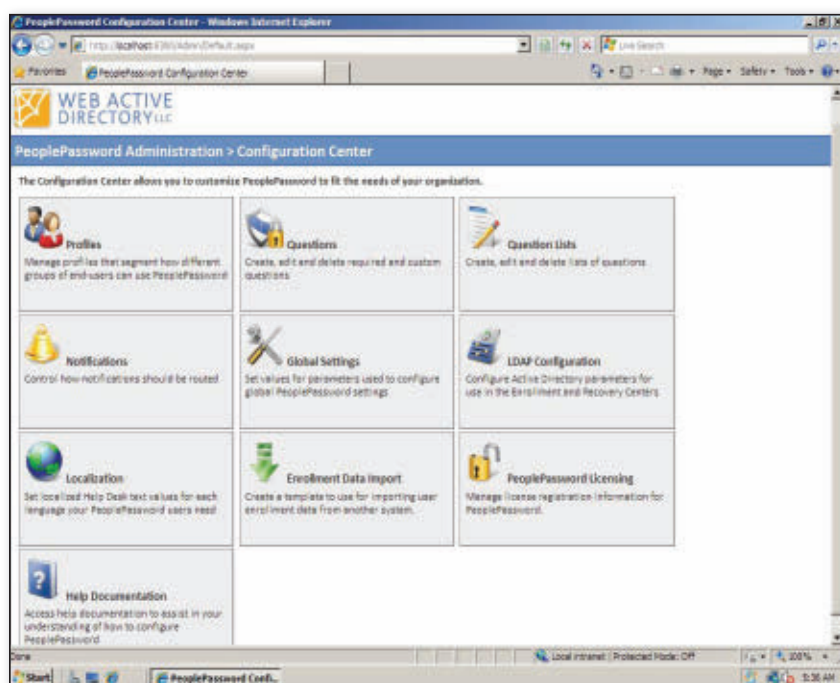 PeoplePassword Configuration Center - Windows Internet Explorer
Live Search
Favorites
PeoplePassword Configuration Center
Page
Safety
Tools
WEB ACTIVE
DIRECTORY LLC
PeoplePassword Administration > Configuration Center
The Configuration Center allows you to customize PeoplePassword to fit the needs of your organization.
Profiles
Manage profiles that segment how different
groups of end-users can use PeoplePassword
Questions
Create, edit and delete required and custom
questions
Question Lists
Create, edit and delete lists of questions
Notifications
Control how notifications should be routed
Global Settings
Set values for parameters used to configure
global PeoplePassword settings
LDAP Configuration
Configure Active Directory parameters for
use in the Enrollment and Recovery Centers
Localization
Set localized Help Desk text values for each
language your PeoplePassword users need
Enrollment Data Import
Create a template to use for importing user
enrollment data from another system.
PeoplePassword Licensing
Manage license registration information for
PeoplePassword.
Help Documentation
Access help documentation to assist in your
understanding of how to configure
PeoplePassword
Done
Local intranet | Protected Mode: Off
100%
Start
PeoplePassword Confi...
5:36 AM